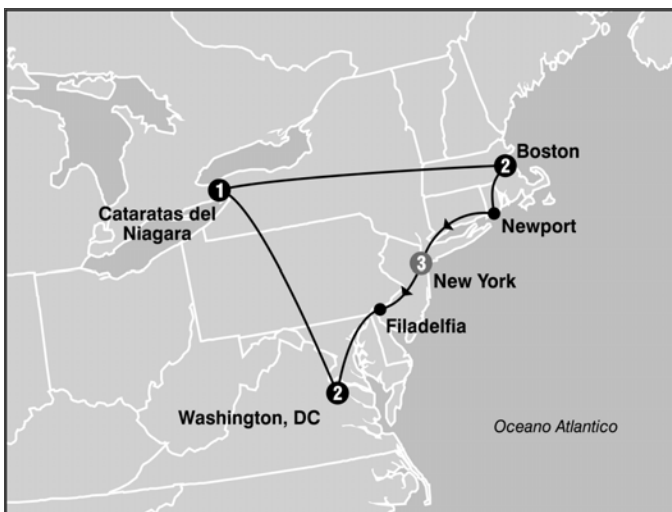 2
Boston
1
Cataratas del
Niagara
Newport
3
New York
Filadelfia
2
Washington, DC
Oceano Atlantico